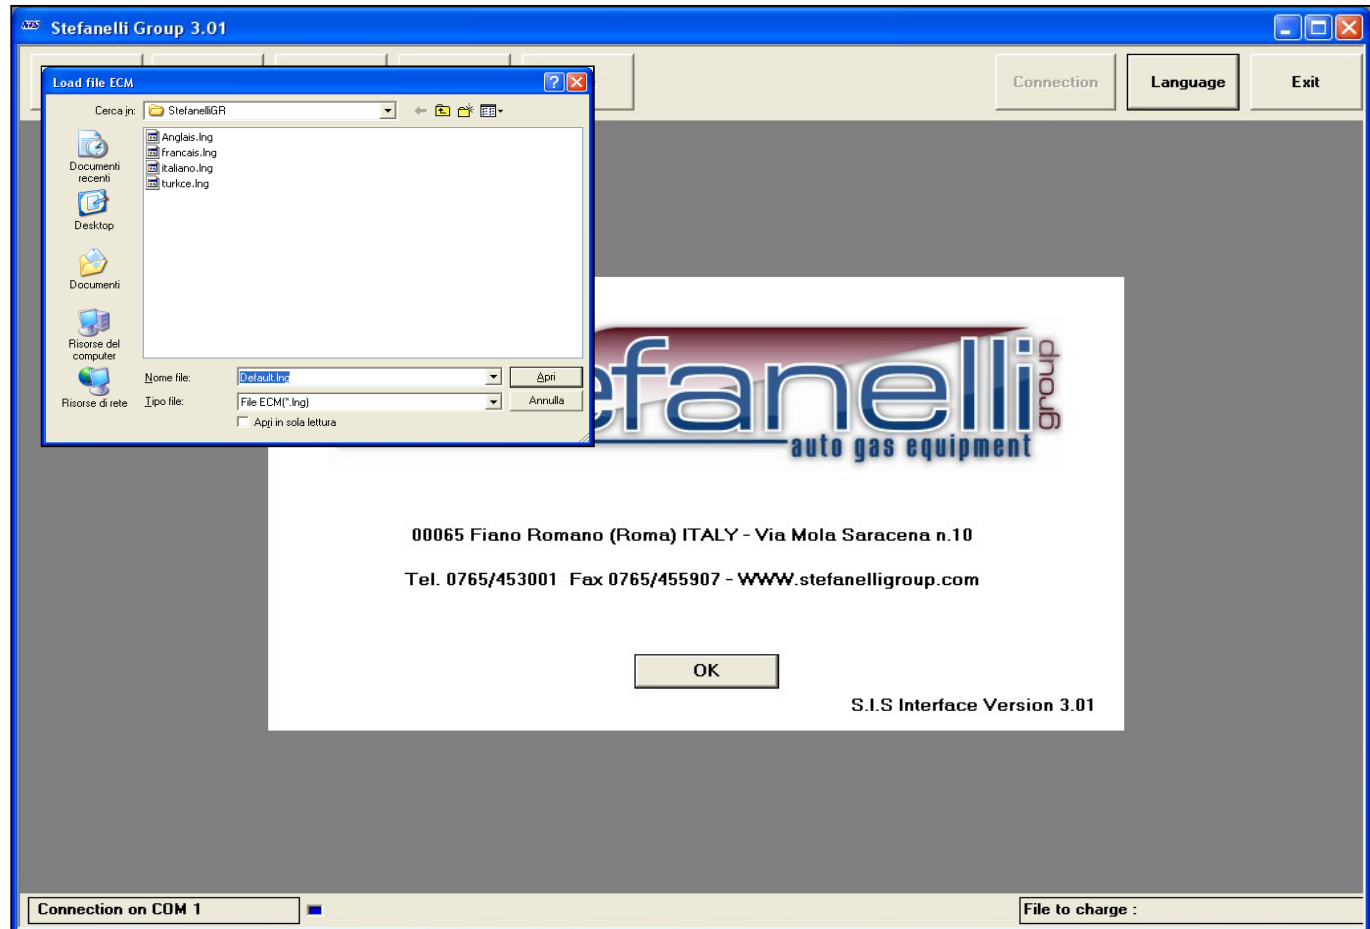 Stefanelli Group 3.01
Connection
Language
Exit
Load file ECM
Cerca in:
StefanelliGR
Anglais.lng
francais.lng
italiano.lng
turkce.lng
Documenti
recenti
Desktop
Documenti
Risorse del
computer
Risorse di rete
Nome file:
Default.lng
Apri
Tipo file:
File ECM(*.lng)
Annulla
Apri in sola lettura
efanelli
group
auto gas equipment
00065 Fiano Romano (Roma) ITALY - Via Mola Saracena n.10
Tel. 0765/453001 Fax 0765/455907 - WWW.stefanelligroup.com
OK
S.I.S Interface Version 3.01
Connection on COM 1
File to charge :